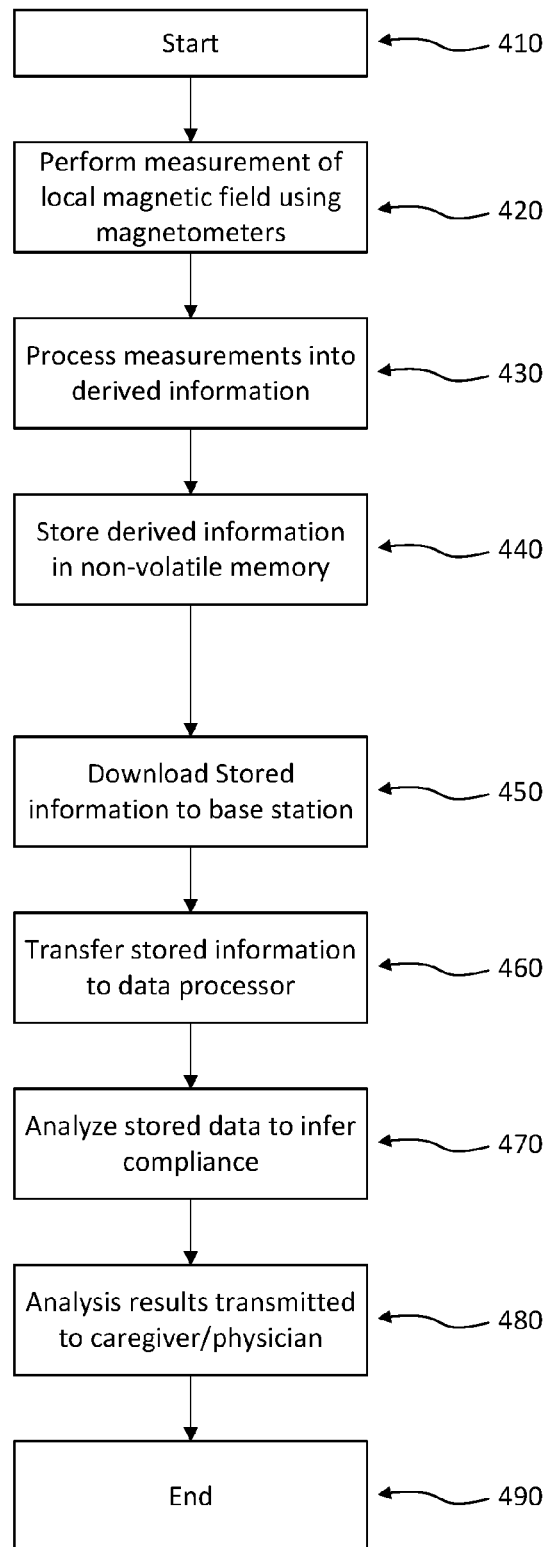 Start
410
Perform measurement of
local magnetic field using
magnetometers
420
Process measurements into
derived information
430
Store derived information
in non-volatile memory
440
Download Stored
information to base station
450
Transfer stored information
to data processor
460
Analyze stored data to infer
compliance
470
Analysis results transmitted
to caregiver/physician
480
End
490